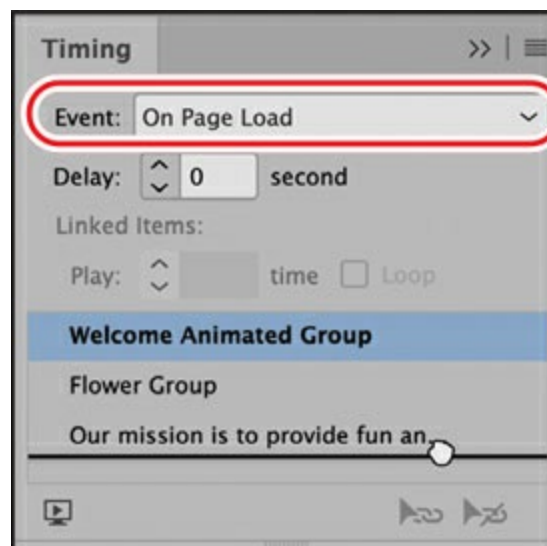 Timing
Event: On Page Load
Delay: 0 second
Linked Items:
Play: time Loop
Welcome Animated Group
Flower Group
Our mission is to provide fun an